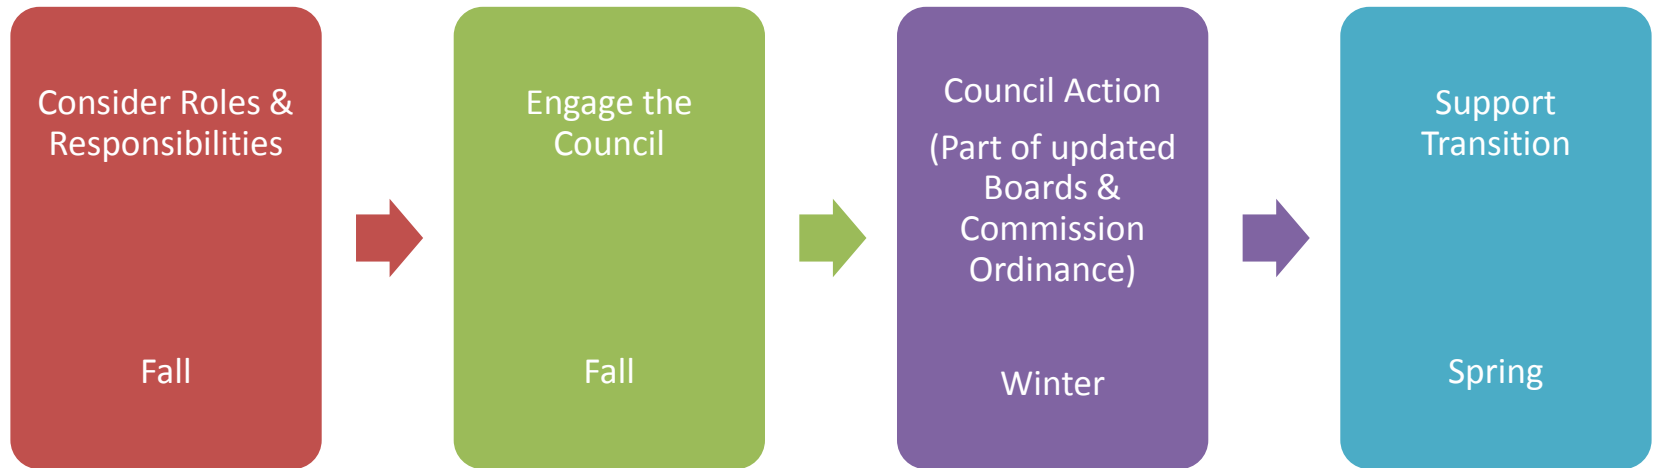 Consider Roles &
Responsibilities
Fall
Engage the
Council
Fall
Council Action
(Part of updated
Boards &
Commission
Ordinance)
Winter
Support
Transition
Spring